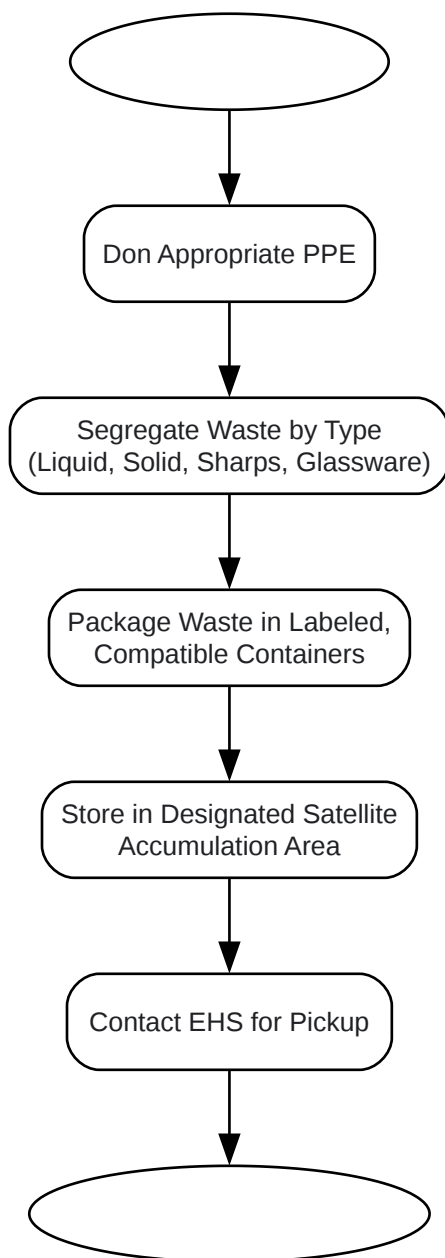 Don Appropriate PPE
Segregate Waste by Type
(Liquid, Solid, Sharps, Glassware)
Package Waste in Labeled,
Compatible Containers
Store in Designated Satellite
Accumulation Area
Contact EHS for Pickup